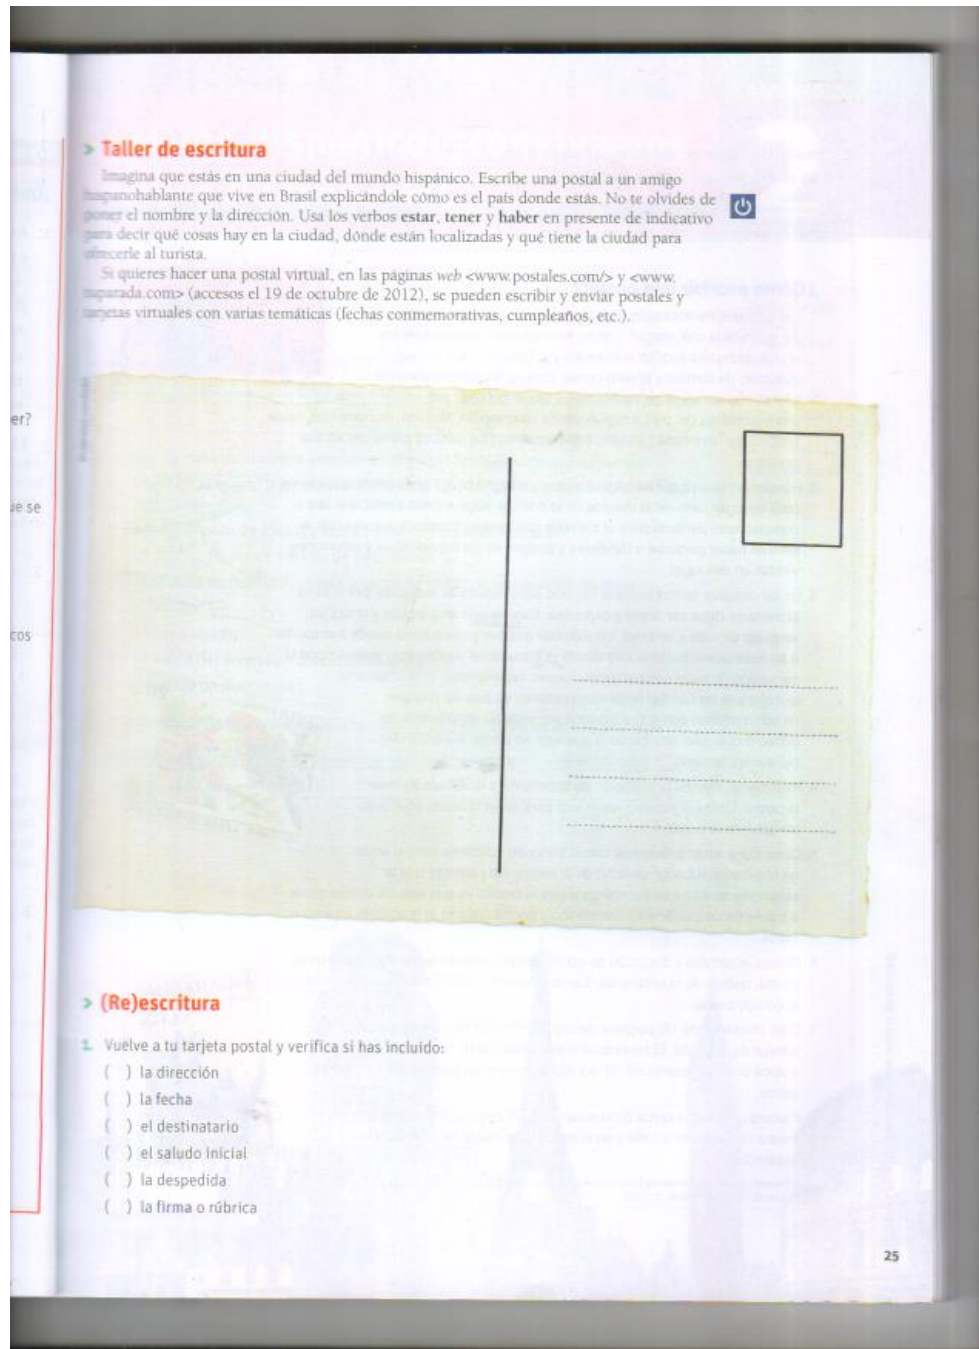 > Taller de escritura
Imagina que estás en una ciudad del mundo hispánico. Escribe una postal a un amigo
hispanohablante que vive en Brasil explicándole cómo es el país donde estás. No te olvides de
poner el nombre y la dirección. Usa los verbos estar, tener y haber en presente de indicativo
para decir qué cosas hay en la ciudad, dónde están localizadas y qué tiene la ciudad para
ofrecerle al turista.
Si quieres hacer una postal virtual, en las páginas web <www.postales.com/> y <www.
.com> (accesos el 19 de octubre de 2012), se pueden escribir y enviar postales y
tarjetas virtuales con varias temáticas (fechas conmemorativas, cumpleaños, etc.).
er?
ue se
cos
> (Re)escritura
1. Vuelve a tu tarjeta postal y verifica si has incluido:
( ) la dirección
( ) la fecha
( ) el destinatario
( ) el saludo inicial
( ) la despedida
( ) la firma o rúbrica
25